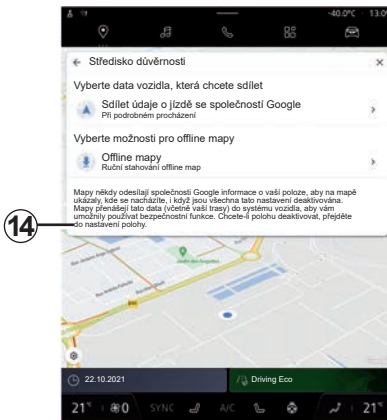 -40.0°C 13.0
Středisko důvěrnosti
Vyberte data vozidla, která chcete sdílet
Sdílet údaje o jízdě se společností Google
Při podrobném procházení
Vyberte možnosti pro offline mapy
Offline mapy
Ruční stahování offline map
Mapy někdy odesílají společnosti Google informace o vaší poloze, aby na mapě
ukázaly, kde se nacházíte, i když jsou všechna tato nastavení deaktivována.
Mapy přenášejí tato data (včetně vaší trasy) do systému vozidla, aby vám
umožnily používat bezpečnostní funkce. Chcete-li polohu deaktivovat, přejděte
do nastavení polohy.
14
22.10.2021 Driving Eco
21° 0 SYNC A/C 21°